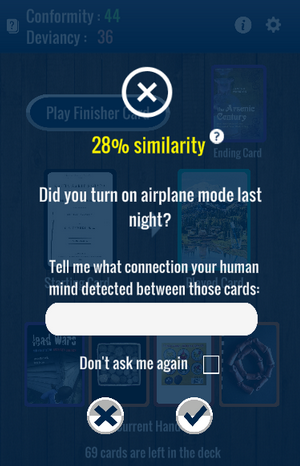 Conformity : 44
Deviancy : 36
Play Finisher Card
the Arsenic
Century
Ending Card
28% similarity ?
Did you turn on airplane mode last
night?
Tell me what connection your human
mind detected between those cards:
Don't ask me again
lead wars
Current Hand
69 cards are left in the deck